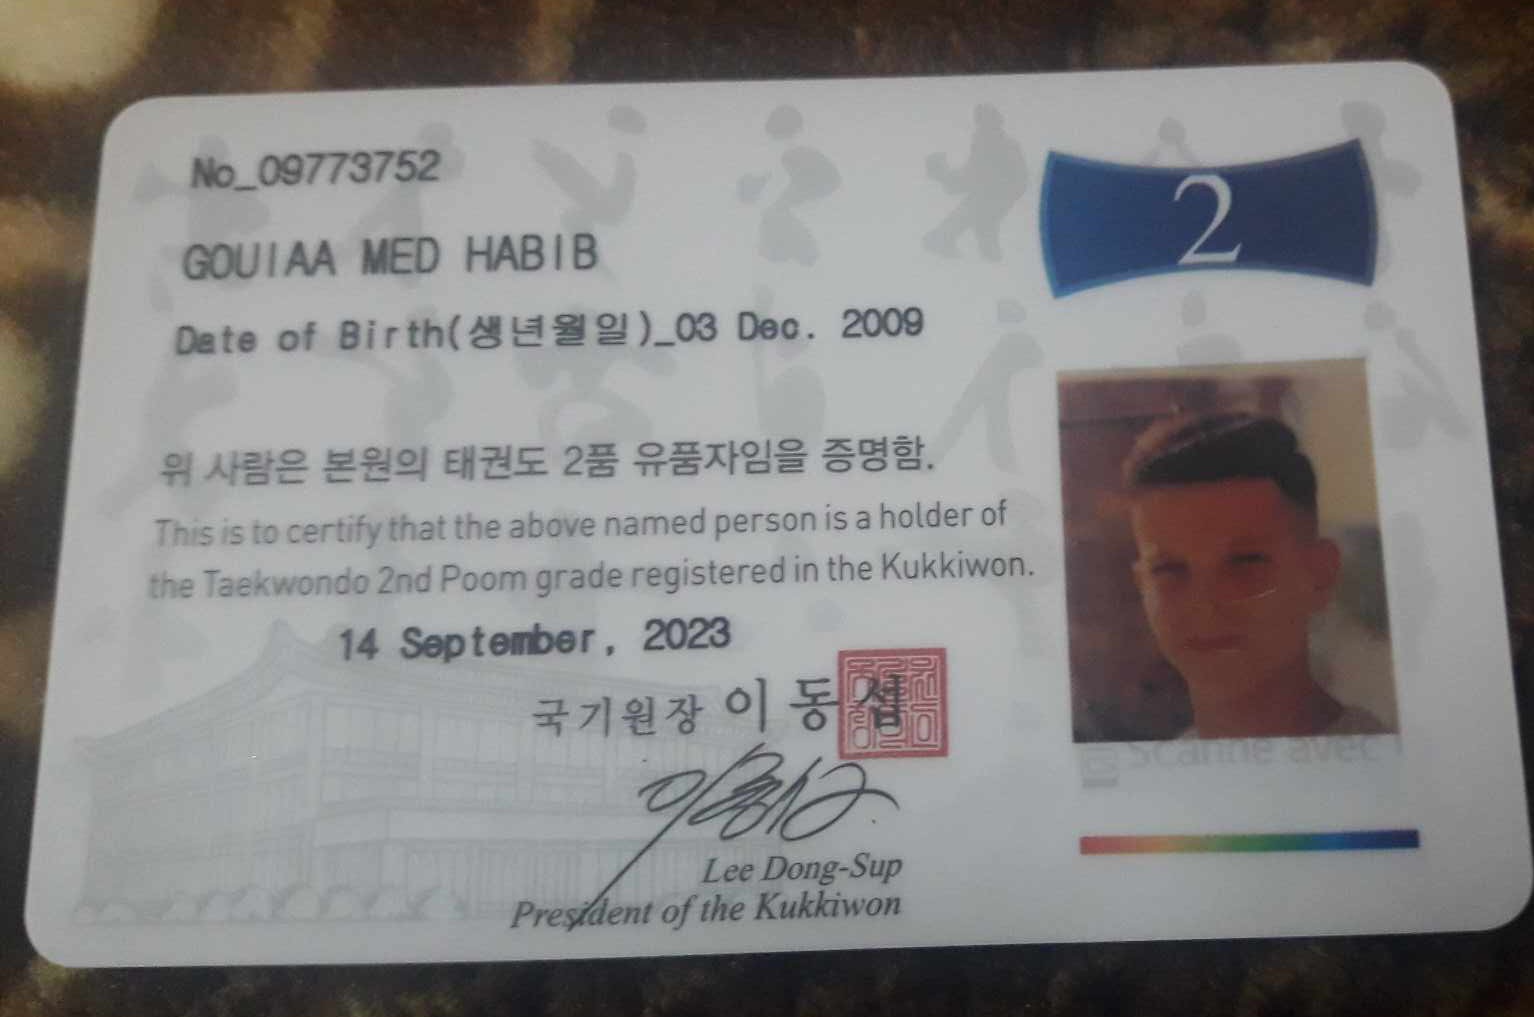 No_09773752
2
GOUIAA MED HABIB
Date of Birth(생년월일)_03 Dec. 2009
위 사람은 본원의 태권도 2품 유품자임을 증명함.
This is to certify that the above named person is a holder of
the Taekwondo 2nd Poom grade registered in the Kukkiwon.
14 September, 2023
국기원장 이동섭
Scanné avec
CS
Lee Dong-Sup
President of the Kukkiwon